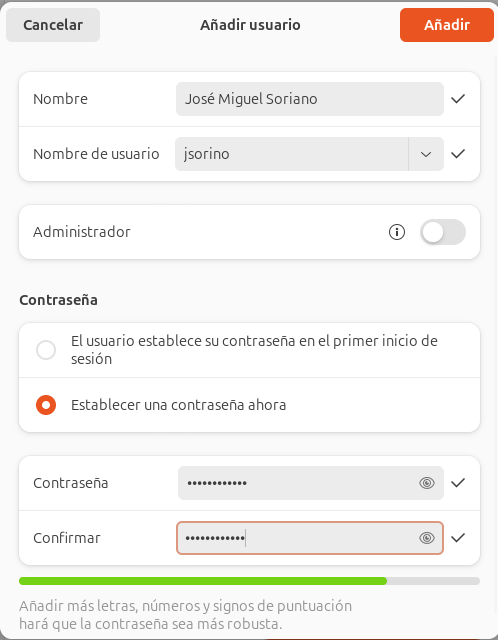 Cancelar Añadir usuario Añadir
Nombre José Miguel Soriano
Nombre de usuario jsorino
Administrador
Contraseña
El usuario establece su contraseña en el primer inicio de
sesión
Establecer una contraseña ahora
Contraseña ••••••••••••
Confirmar ••••••••••••
Añadir más letras, números y signos de puntuación
hará que la contraseña sea más robusta.